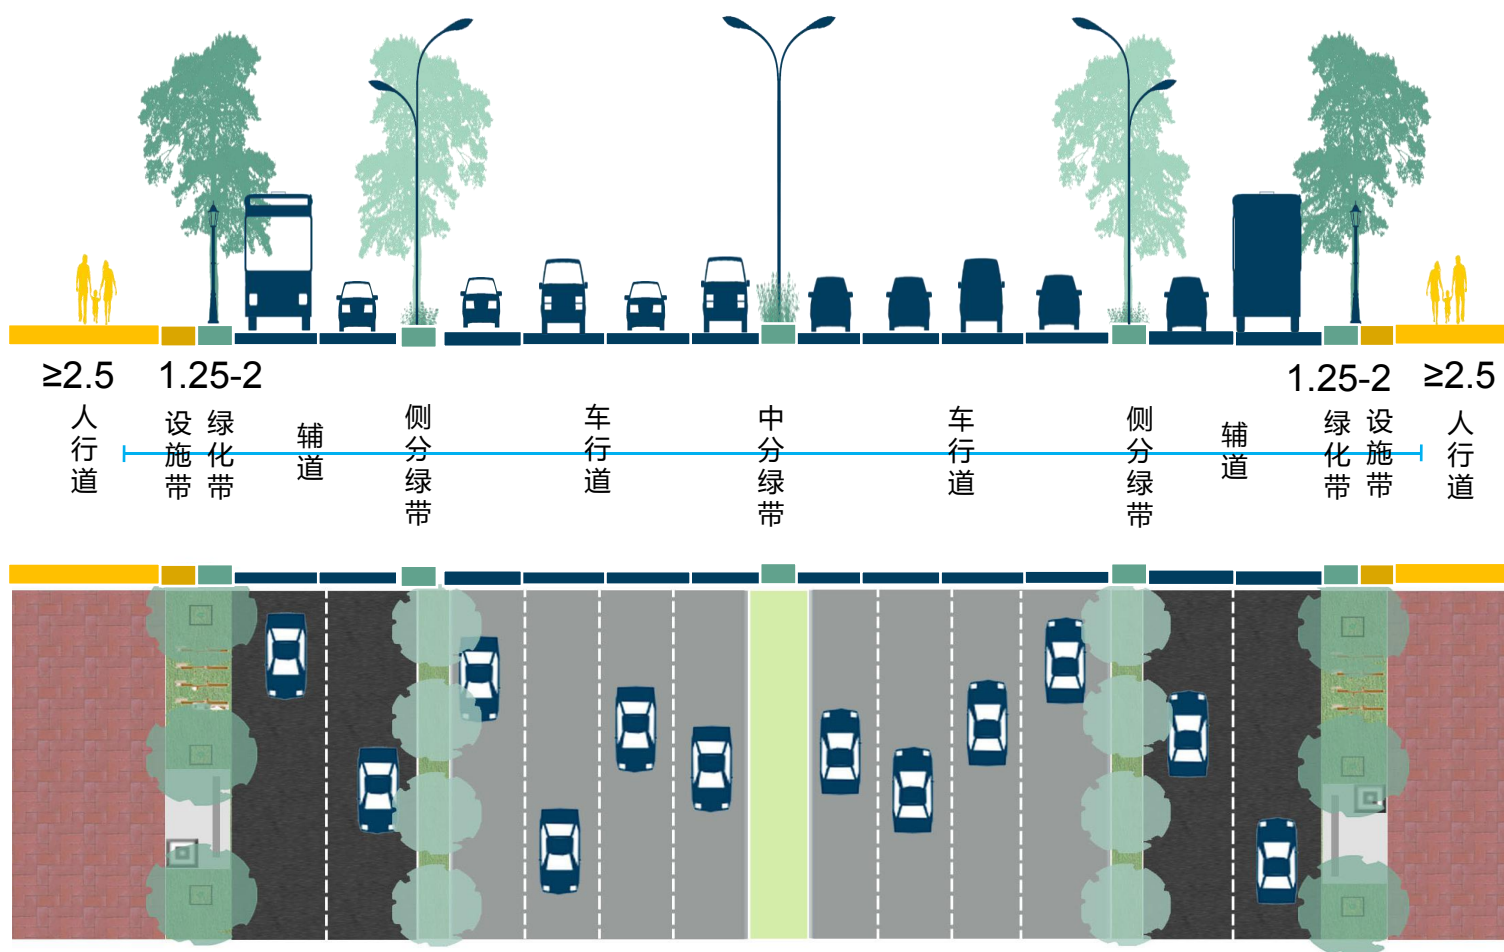 ≥2.5
1.25-2
1.25-2
≥2.5
人行道
设施带
绿化带
辅道
侧分绿带
车行道
中分绿带
车行道
侧分绿带
辅道
绿化带
设施带
人行道